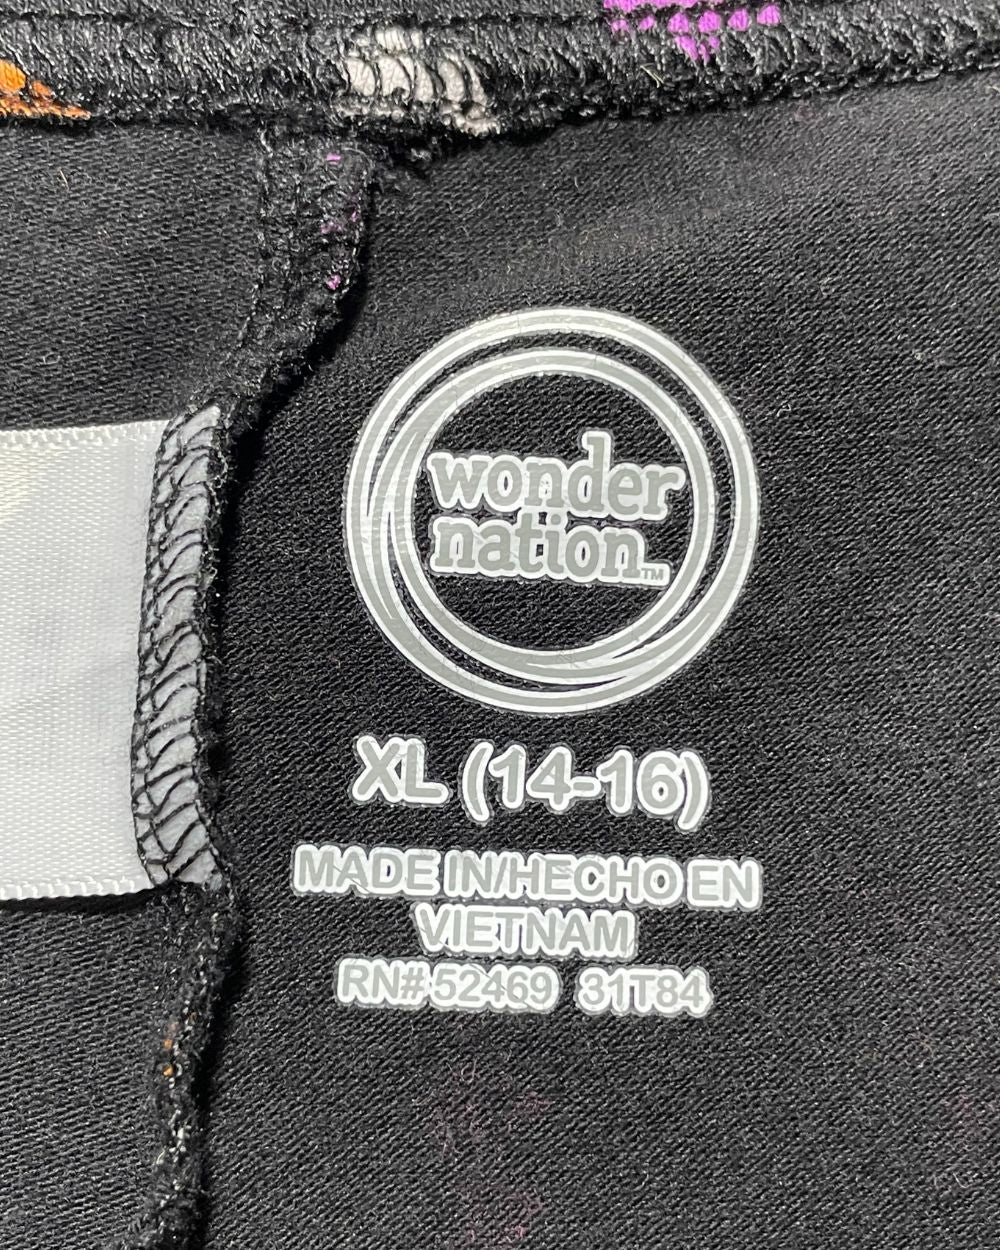 wonder
nation™
XL (14-16)
MADE IN/HECHO EN
VIETNAM
RN# 52469 31T84